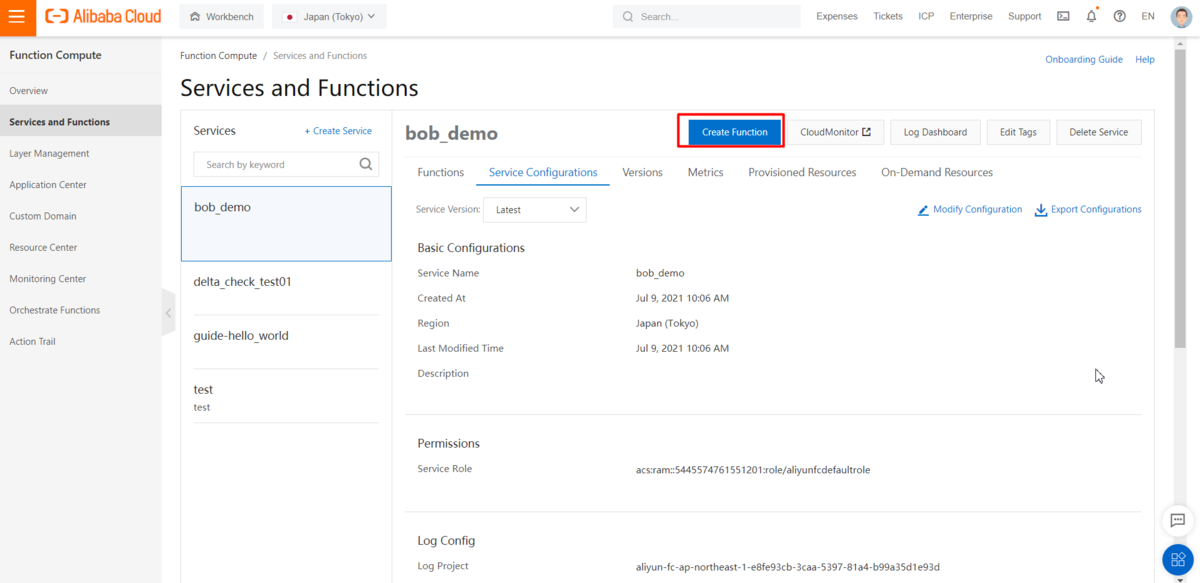 Alibaba Cloud Workbench Japan (Tokyo) Search... Expenses Tickets ICP Enterprise Support EN
Function Compute
Overview
Services and Functions
Layer Management
Application Center
Custom Domain
Resource Center
Monitoring Center
Orchestrate Functions
Action Trail
Function Compute / Services and Functions
Onboarding Guide Help
Services and Functions
Services + Create Service
Search by keyword
bob_demo
delta_check_test01
guide-hello_world
test
test
bob_demo Create Function CloudMonitor Log Dashboard Edit Tags Delete Service
Functions Service Configurations Versions Metrics Provisioned Resources On-Demand Resources
Service Version: Latest Modify Configuration Export Configurations
Basic Configurations
Service Name bob_demo
Created At Jul 9, 2021 10:06 AM
Region Japan (Tokyo)
Last Modified Time Jul 9, 2021 10:06 AM
Description
Permissions
Service Role acs:ram::5445574761551201:role/aliyunfcdefaultrole
Log Config
Log Project aliyun-fc-ap-northeast-1-e8fe93cb-3caa-5397-81a4-b99a35d1e93d